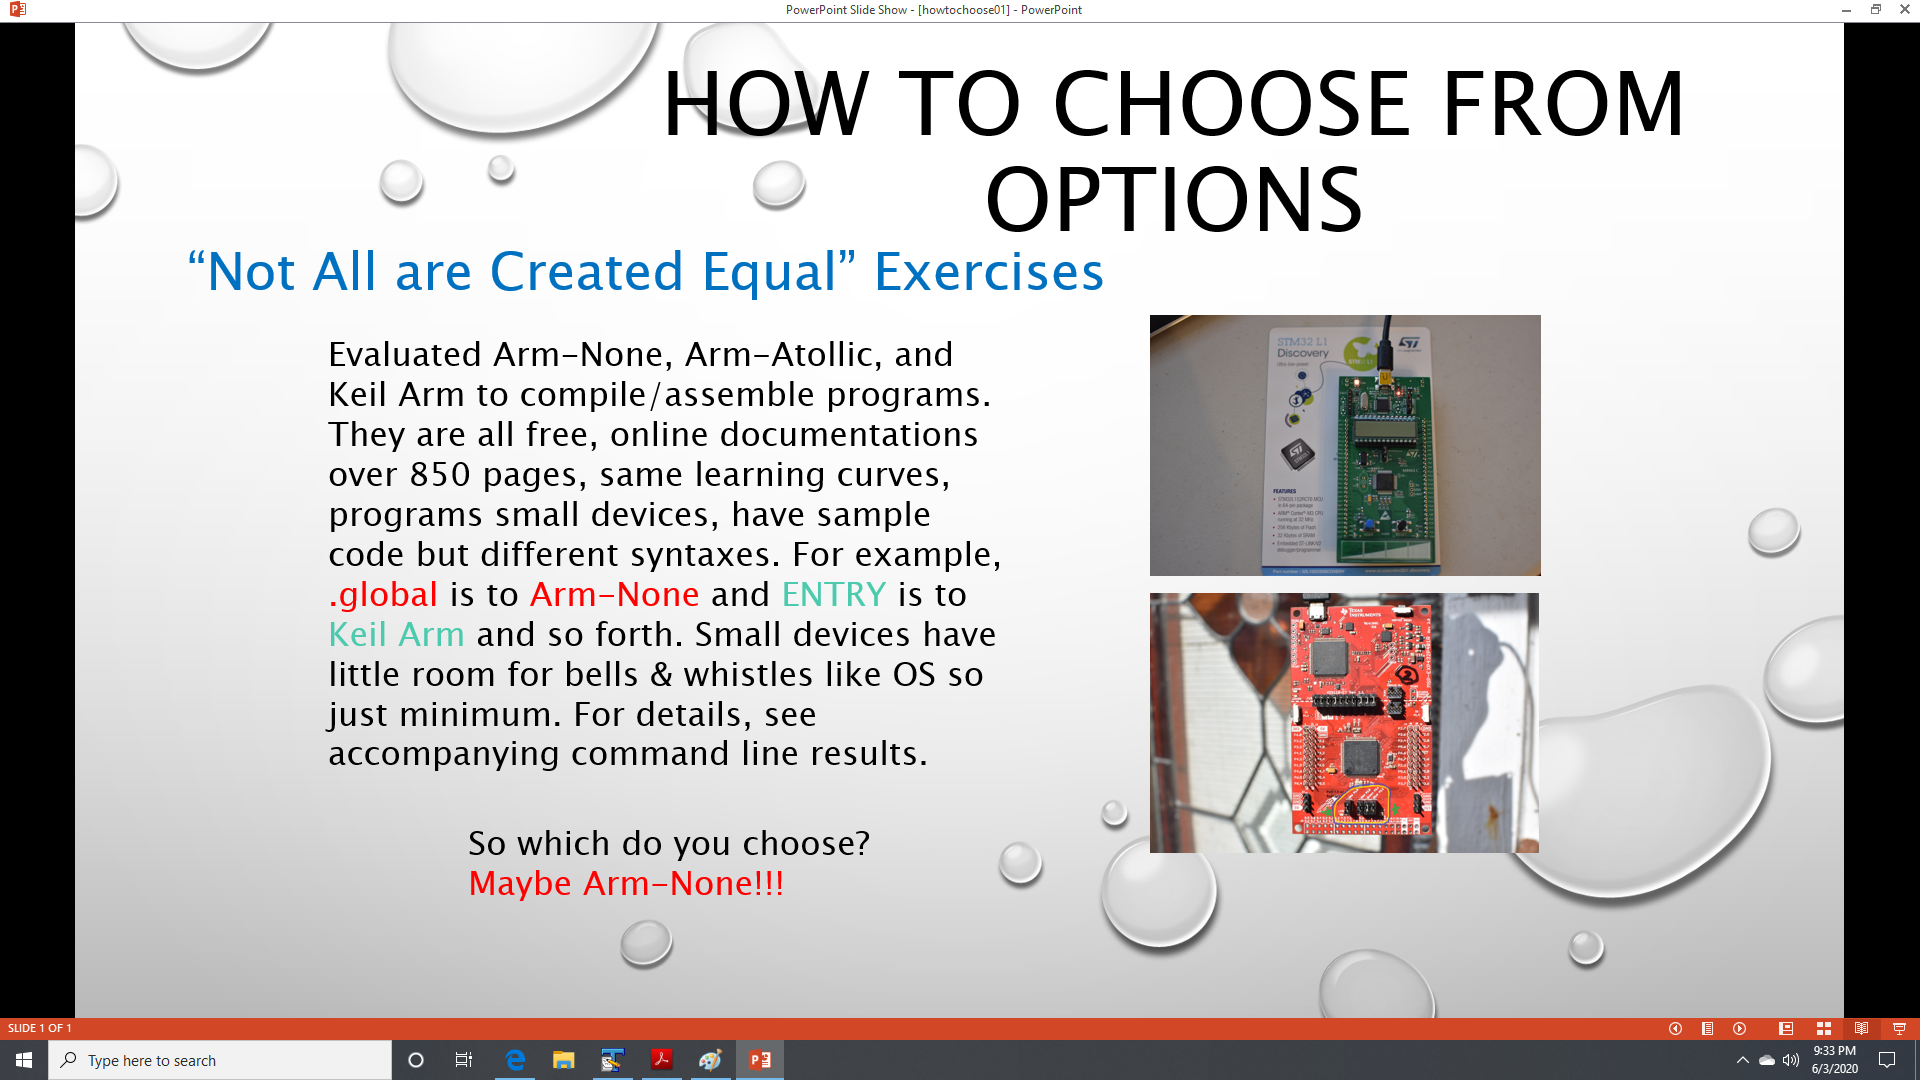 PowerPoint Slide Show - [howtochoose01] - PowerPoint
HOW TO CHOOSE FROM
OPTIONS
“Not All are Created Equal” Exercises
Evaluated Arm-None, Arm-Atollic, and
Keil Arm to compile/assemble programs.
They are all free, online documentations
over 850 pages, same learning curves,
programs small devices, have sample
code but different syntaxes. For example,
.global is to Arm-None and ENTRY is to
Keil Arm and so forth. Small devices have
little room for bells & whistles like OS so
just minimum. For details, see
accompanying command line results.
So which do you choose?
Maybe Arm-None!!!
STM32 L1
Discovery
ST
FEATURES
TEXAS
INSTRUMENTS
2
SLIDE 1 OF 1
Type here to search
9:33 PM
6/3/2020